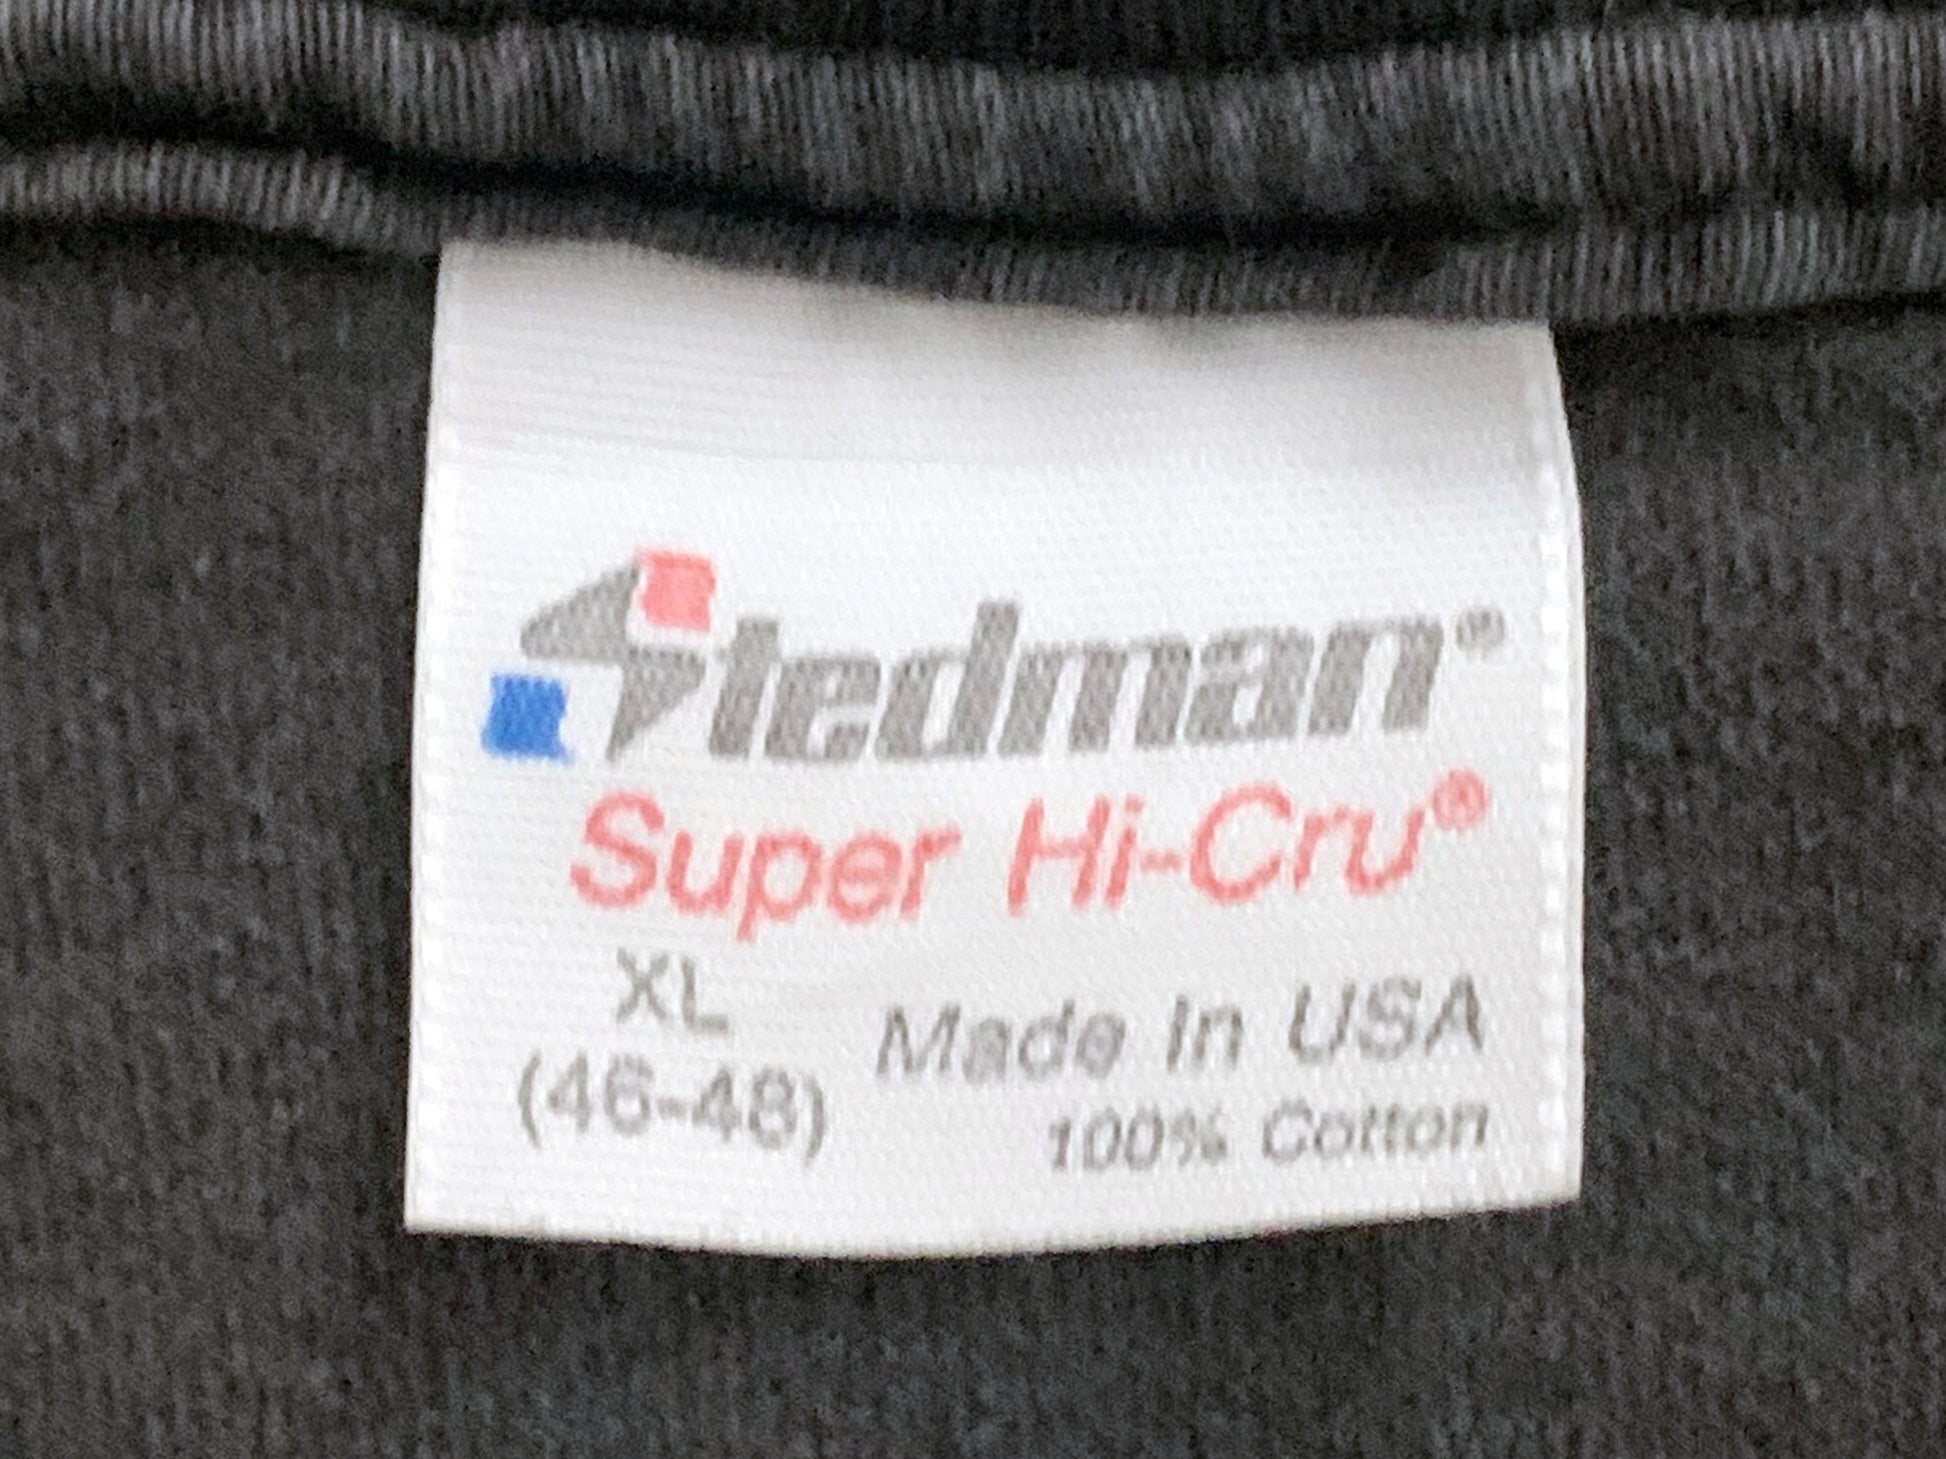 Stedman®
Super Hi-Cru®
XL
(46-48)
Made In USA
100% Cotton